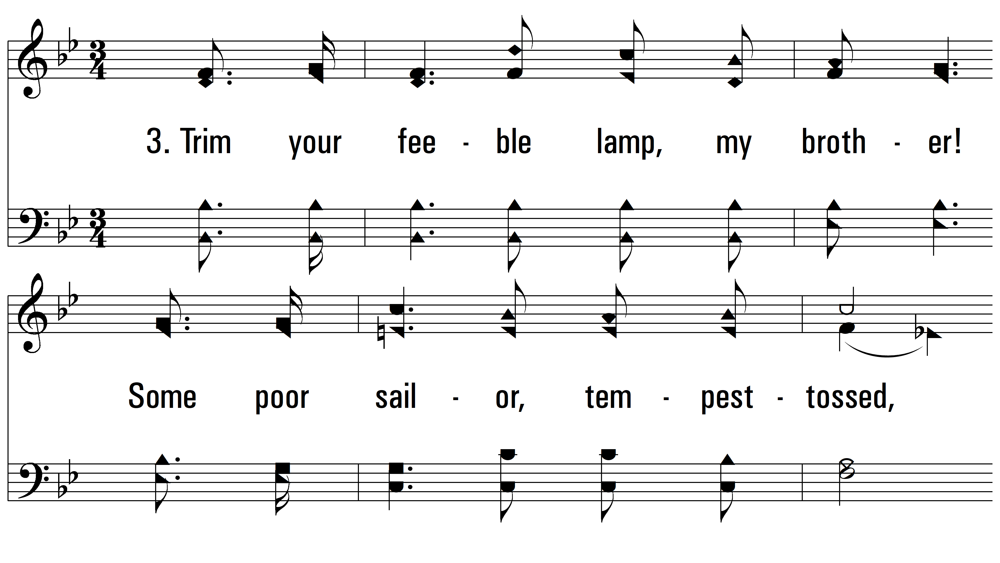 3. Trim your fee - ble lamp, my broth - er!
Some poor sail - or, tem - pest - tossed,